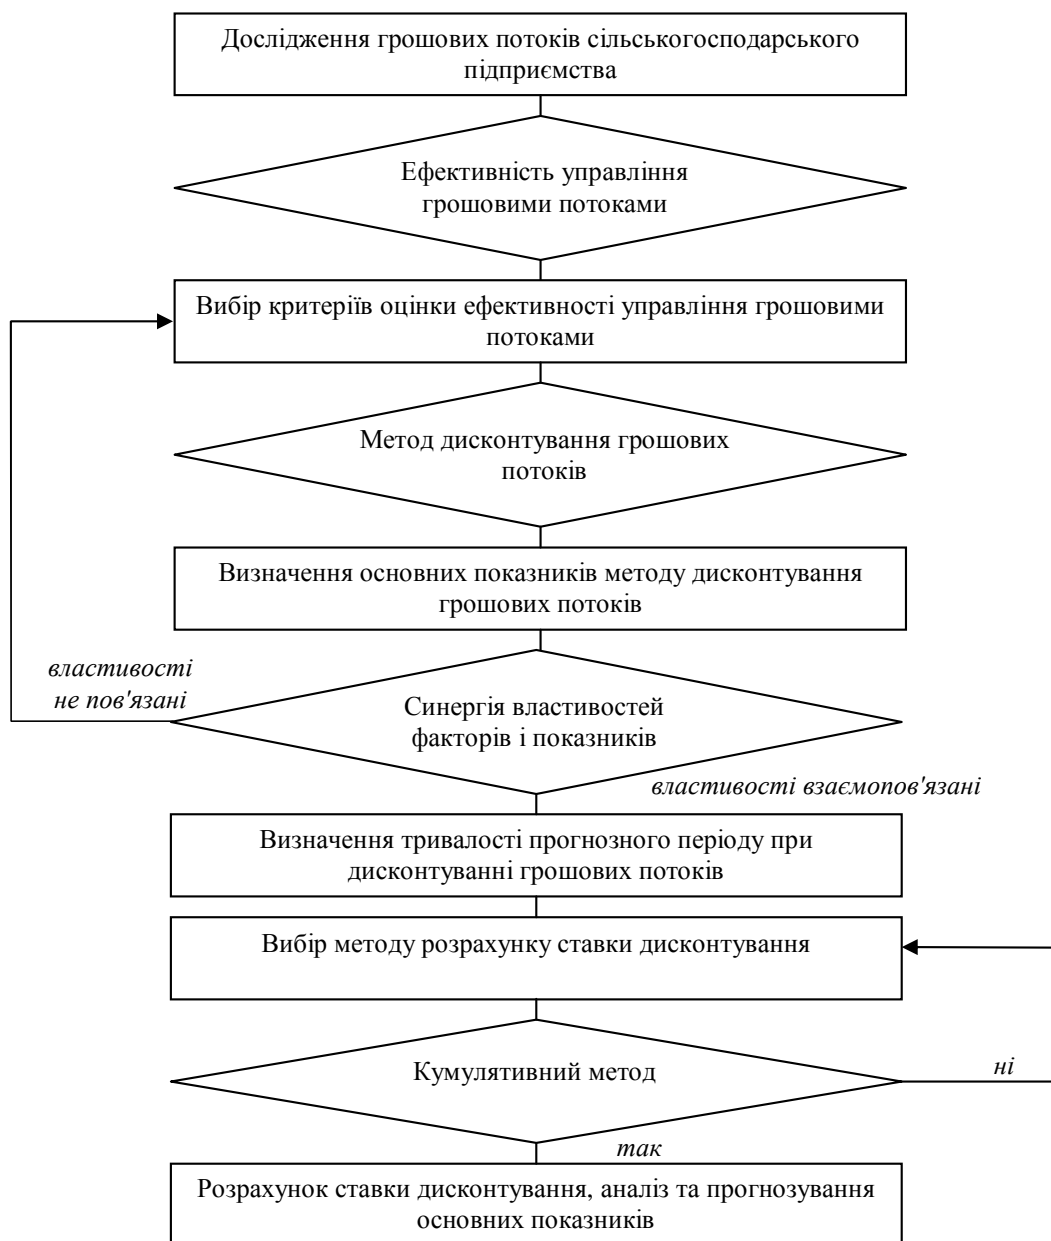 Дослідження грошових потоків сільськогосподарського
підприємства
Ефективність управління
грошовими потоками
Вибір критеріїв оцінки ефективності управління грошовими
потоками
Метод дисконтування грошових
потоків
Визначення основних показників методу дисконтування
грошових потоків
властивості
не пов'язані
Синергія властивостей
факторів і показників
властивості взаємопов'язані
Визначення тривалості прогнозного періоду при
дисконтуванні грошових потоків
Вибір методу розрахунку ставки дисконтування
Кумулятивний метод
ні
так
Розрахунок ставки дисконтування, аналіз та прогнозування
основних показників